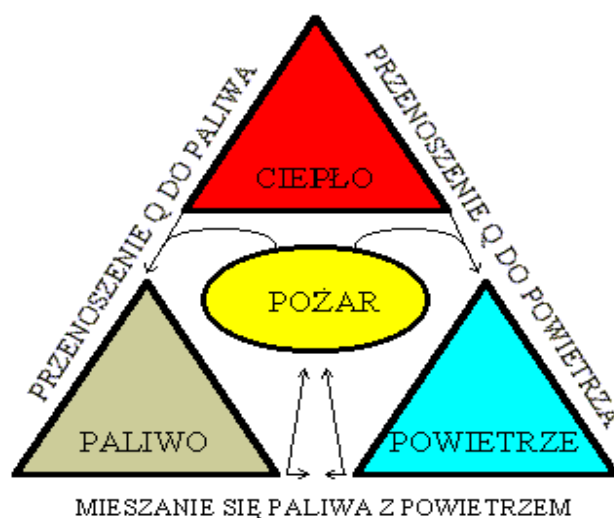 PRZENOSZENIE Q DO PALIWA
PRZENOSZENIE Q DO POWIETRZA
CIEPŁO
POŻAR
PALIWO
POWIETRZE
MIESZANIE SIĘ PALIWA Z POWIETRZEM